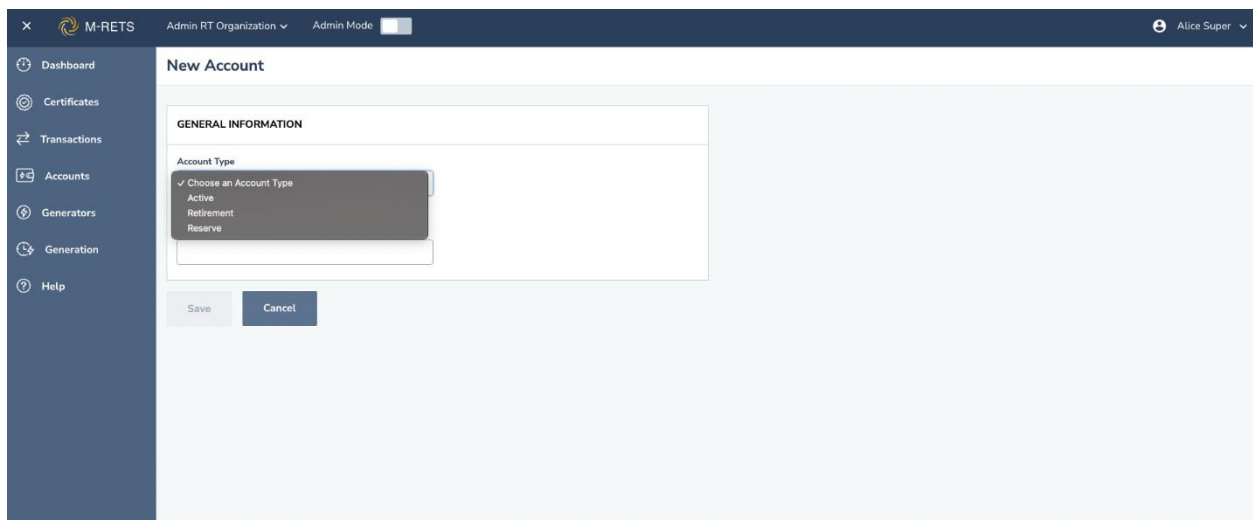 M-RETS
Admin RT Organization
Admin Mode
Alice Super
Dashboard
Certificates
Transactions
Accounts
Generators
Generation
Help
New Account
GENERAL INFORMATION
Account Type
✓ Choose an Account Type
Active
Retirement
Reserve
Save
Cancel